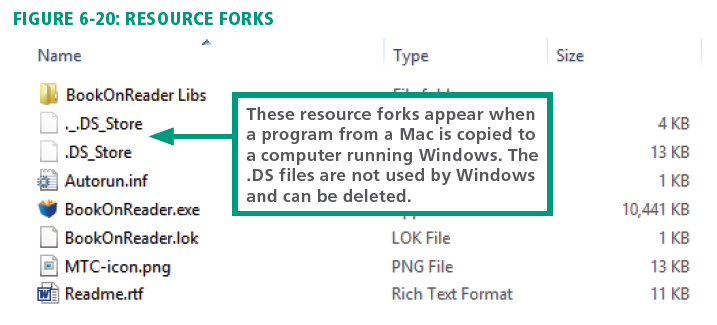 FIGURE 6-20: RESOURCE FORKS
Name Type Size
BookOnReader Libs
._.DS_Store 4 KB
.DS_Store 13 KB
Autorun.inf 1 KB
BookOnReader.exe 10,441 KB
BookOnReader.lok LOK File 1 KB
MTC-icon.png PNG File 13 KB
Readme.rtf Rich Text Format 11 KB
These resource forks appear when
a program from a Mac is copied to
a computer running Windows. The
.DS files are not used by Windows
and can be deleted.